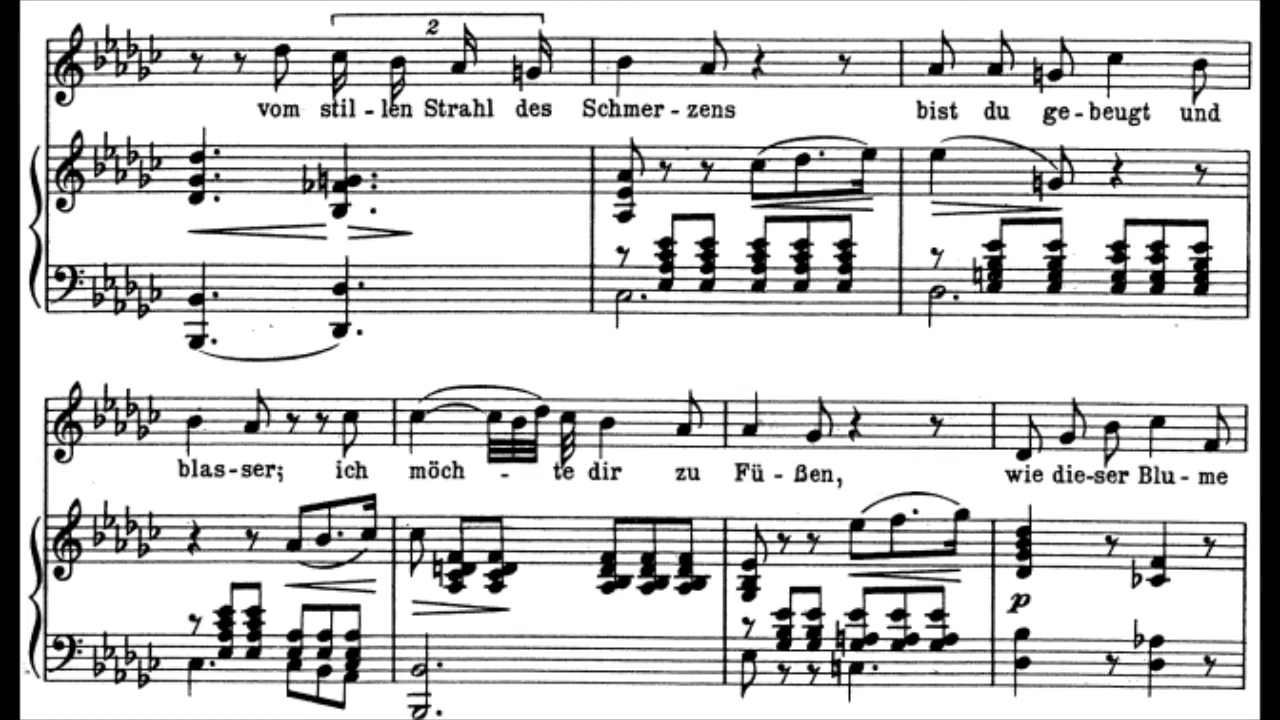 2
vom stil - len Strahl des Schmer - zens bist du ge - beugt und
blas - ser; ich möch - te dir zu Fü - ßen, wie die - ser Blu - me
p